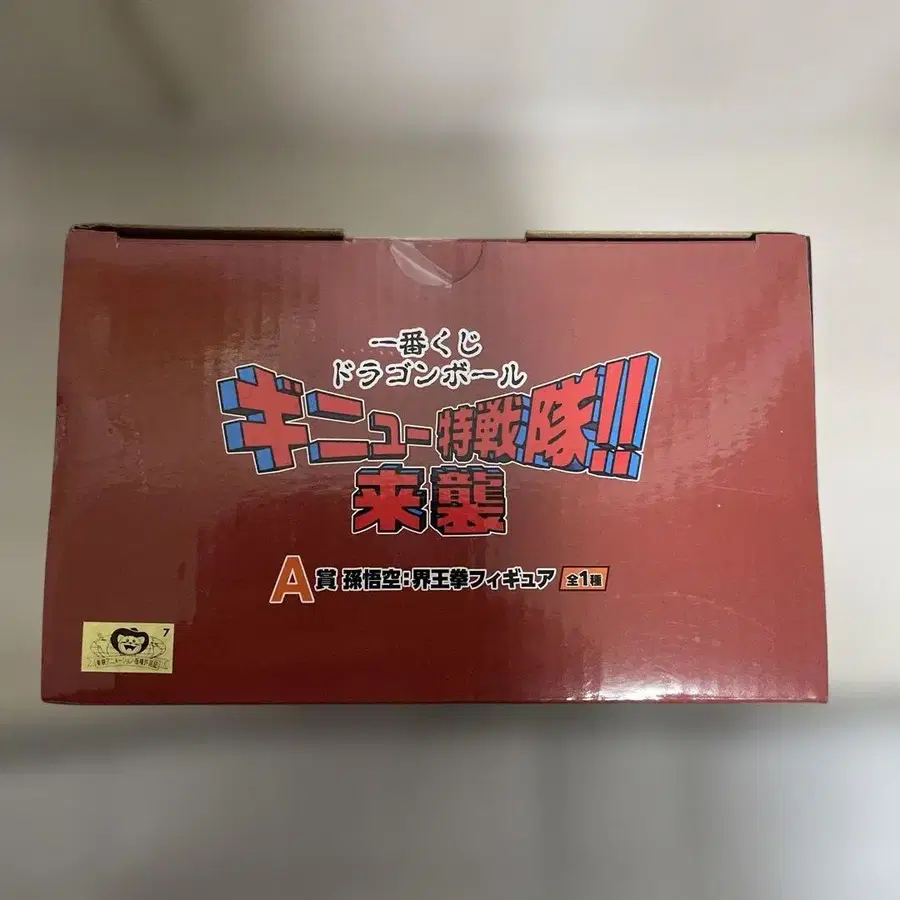 一番くじ
ドラゴンボール
ギニュー特戦隊!!
来襲
A賞 孫悟空:界王拳フィギュア 全1種
7